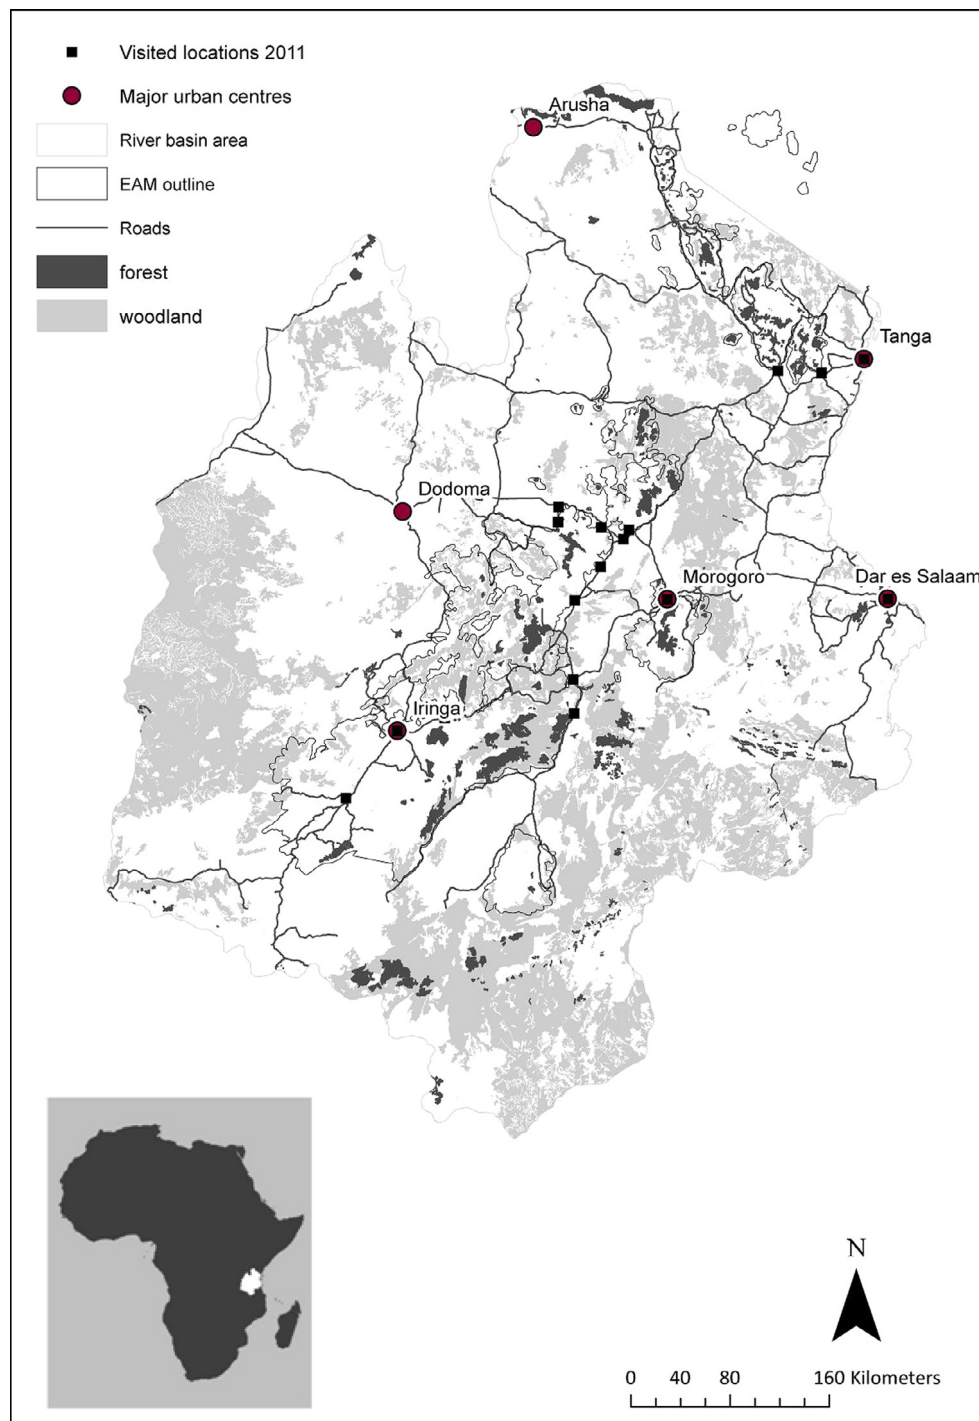 Visited locations 2011
Major urban centres
River basin area
EAM outline
Roads
forest
woodland
Arusha
Tanga
Dodoma
Morogoro
Dar es Salaam
Iringa
N
0 40 80 160 Kilometers